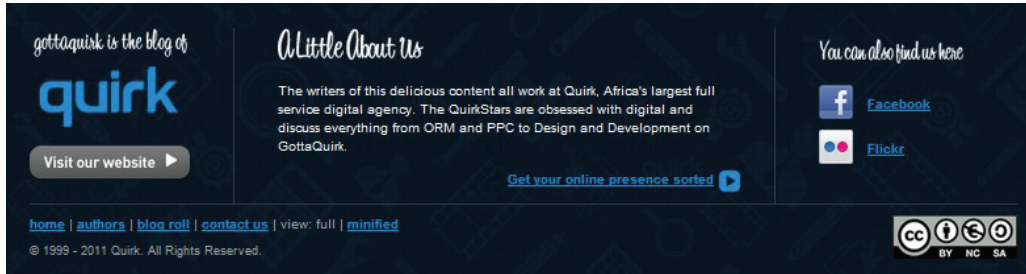 gottaquirk is the blog of
quirk
Visit our website
A Little About Us
The writers of this delicious content all work at Quirk, Africa's largest full
service digital agency. The QuirkStars are obsessed with digital and
discuss everything from ORM and PPC to Design and Development on
GottaQuirk.
Get your online presence sorted
You can also find us here
f
Facebook
Flickr
home | authors | blog roll | contact us | view: full | minified
© 1999 - 2011 Quirk. All Rights Reserved.
cc
BY NC SA